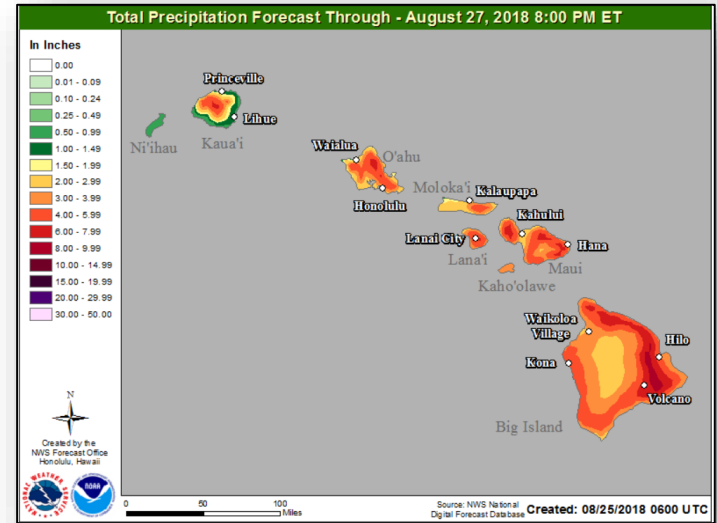 Total Precipitation Forecast Through - August 27, 2018 8:00 PM ET
In Inches
0.00
0.01 - 0.09
0.10 - 0.24
0.25 - 0.49
0.50 - 0.99
1.00 - 1.49
1.50 - 1.99
2.00 - 2.99
3.00 - 3.99
4.00 - 5.99
6.00 - 7.99
8.00 - 9.99
10.00 - 14.99
15.00 - 19.99
20.00 - 29.99
30.00 - 50.00
Princeville
Lihue
Ni'ihau
Kaua'i
Waialua
O'ahu
Honolulu
Moloka'i
Kalaupapa
Kahului
Lanai City
Hana
Lana'i
Maui
Kaho'olawe
Waikoloa
Village
Hilo
Kona
Volcano
Big Island
N
Created by the
NWS Forecast Office
Honolulu, Hawaii
NOAA
0 50 100
Miles
Source: NWS National
Digital Forecast Database
Created: 08/25/2018 0600 UTC